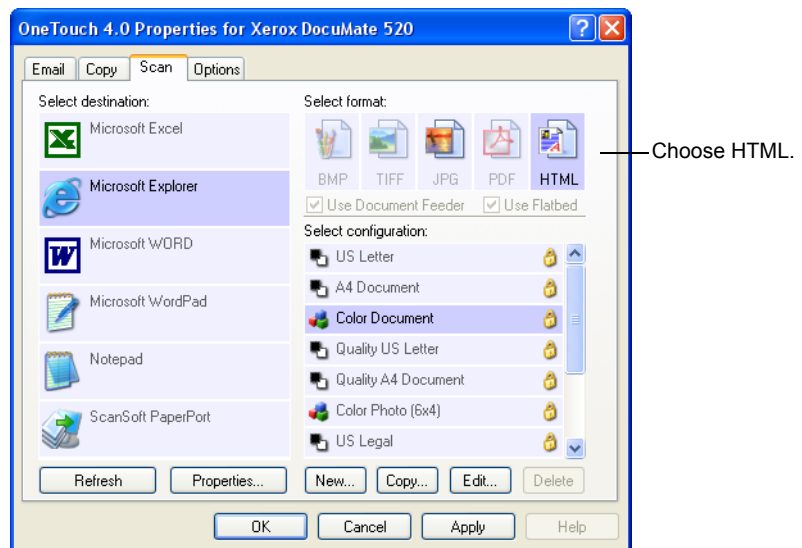 OneTouch 4.0 Properties for Xerox DocuMate 520
Email Copy Scan Options
Select destination:
Microsoft Excel
Microsoft Explorer
Microsoft WORD
Microsoft WordPad
Notepad
ScanSoft PaperPort
Refresh Properties...
Select format:
BMP TIFF JPG PDF HTML
Use Document Feeder Use Flatbed
Select configuration:
US Letter
A4 Document
Color Document
Quality US Letter
Quality A4 Document
Color Photo (6x4)
US Legal
New... Copy... Edit... Delete
OK Cancel Apply Help
Choose HTML.